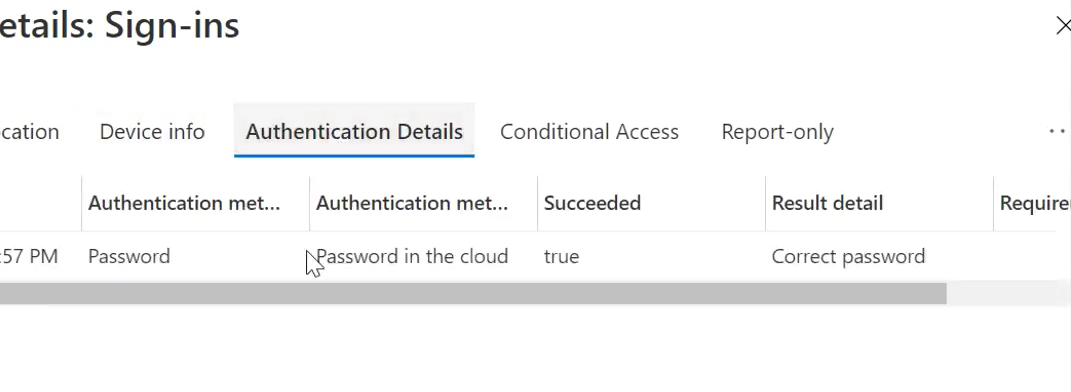 etails: Sign-ins
cation Device info Authentication Details Conditional Access Report-only
Authentication met... Authentication met... Succeeded Result detail Require
:57 PM Password Password in the cloud true Correct password